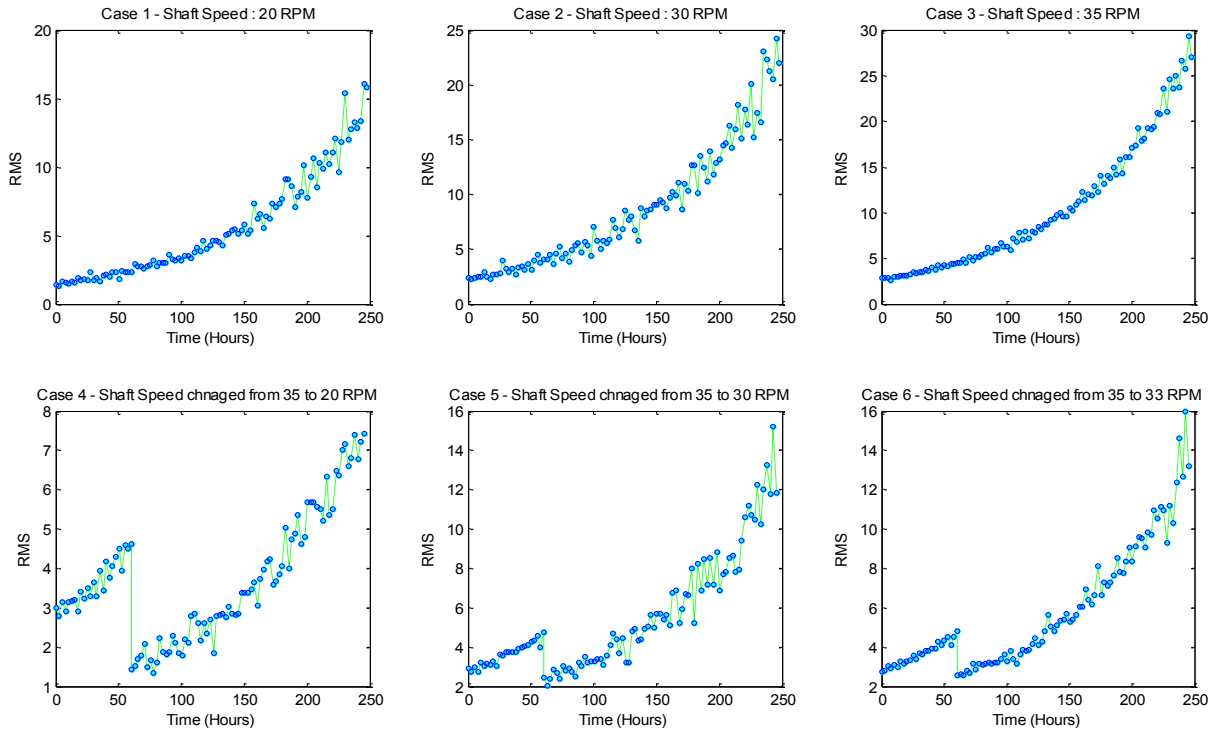 Case 1 - Shaft Speed : 20 RPM
20
15
10
5
0
RMS
0 50 100 150 200 250
Time (Hours)
Case 2 - Shaft Speed : 30 RPM
25
20
15
10
5
0
RMS
0 50 100 150 200 250
Time (Hours)
Case 3 - Shaft Speed : 35 RPM
30
25
20
15
10
5
0
RMS
0 50 100 150 200 250
Time (Hours)
Case 4 - Shaft Speed chnaged from 35 to 20 RPM
8
7
6
5
4
3
2
1
RMS
0 50 100 150 200 250
Time (Hours)
Case 5 - Shaft Speed chnaged from 35 to 30 RPM
16
14
12
10
8
6
4
2
RMS
0 50 100 150 200 250
Time (Hours)
Case 6 - Shaft Speed chnaged from 35 to 33 RPM
16
14
12
10
8
6
4
2
RMS
0 50 100 150 200 250
Time (Hours)